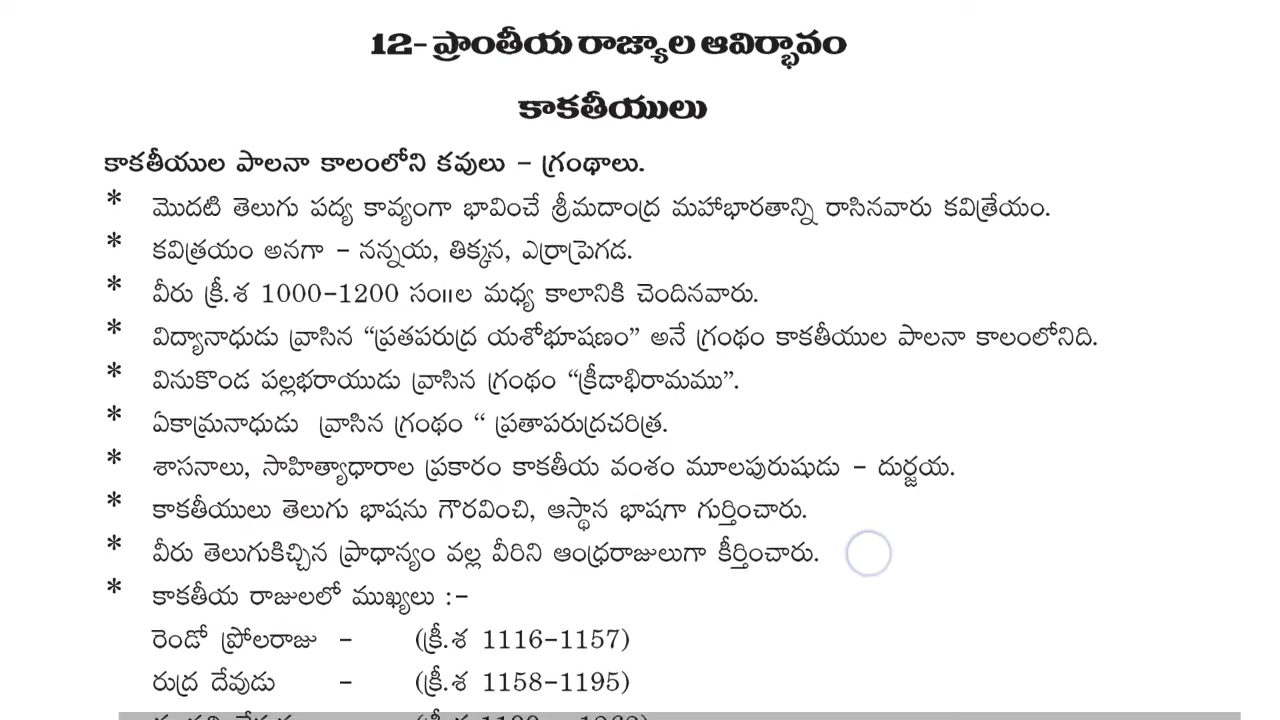 12- ప్రాంతీయ రాజ్యాల ఆవిర్భావం
కాకతీయులు
కాకతీయుల పాలనా కాలంలోని కవులు - గ్రంథాలు.
* మొదటి తెలుగు పద్య కావ్యంగా భావించే శ్రీమదాంధ్ర మహాభారతాన్ని రాసినవారు కవిత్రేయం.
* కవిత్రయం అనగా - నన్నయ, తిక్కన, ఎర్రాప్రెగడ.
* వీరు క్రీ.శ 1000-1200 సం॥ల మధ్య కాలానికి చెందినవారు.
* విద్యానాధుడు వ్రాసిన “ప్రతపరుద్ర యశోభూషణం” అనే గ్రంథం కాకతీయుల పాలనా కాలంలోనిది.
* వినుకొండ పల్లభరాయుడు వ్రాసిన గ్రంథం “క్రీడాభిరామము”.
* ఏకామ్రనాధుడు వ్రాసిన గ్రంథం “ ప్రతాపరుద్రచరిత్ర.
* శాసనాలు, సాహిత్యాధారాల ప్రకారం కాకతీయ వంశం మూలపురుషుడు - దుర్జయ.
* కాకతీయులు తెలుగు భాషను గౌరవించి, ఆస్థాన భాషగా గుర్తించారు.
* వీరు తెలుగుకిచ్చిన ప్రాధాన్యం వల్ల వీరిని ఆంధ్రరాజులుగా కీర్తించారు.
* కాకతీయ రాజులలో ముఖ్యలు :-
రెండో ప్రోలరాజు - (క్రీ.శ 1116-1157)
రుద్ర దేవుడు - (క్రీ.శ 1158-1195)